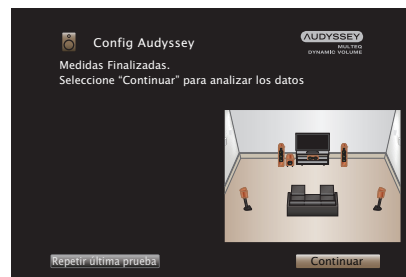 Config Audyssey
AUDYSSEY
MULTEQ
DYNAMIC VOLUME
Medidas Finalizadas.
Seleccione “Continuar” para analizar los datos
Repetir última prueba
Continuar